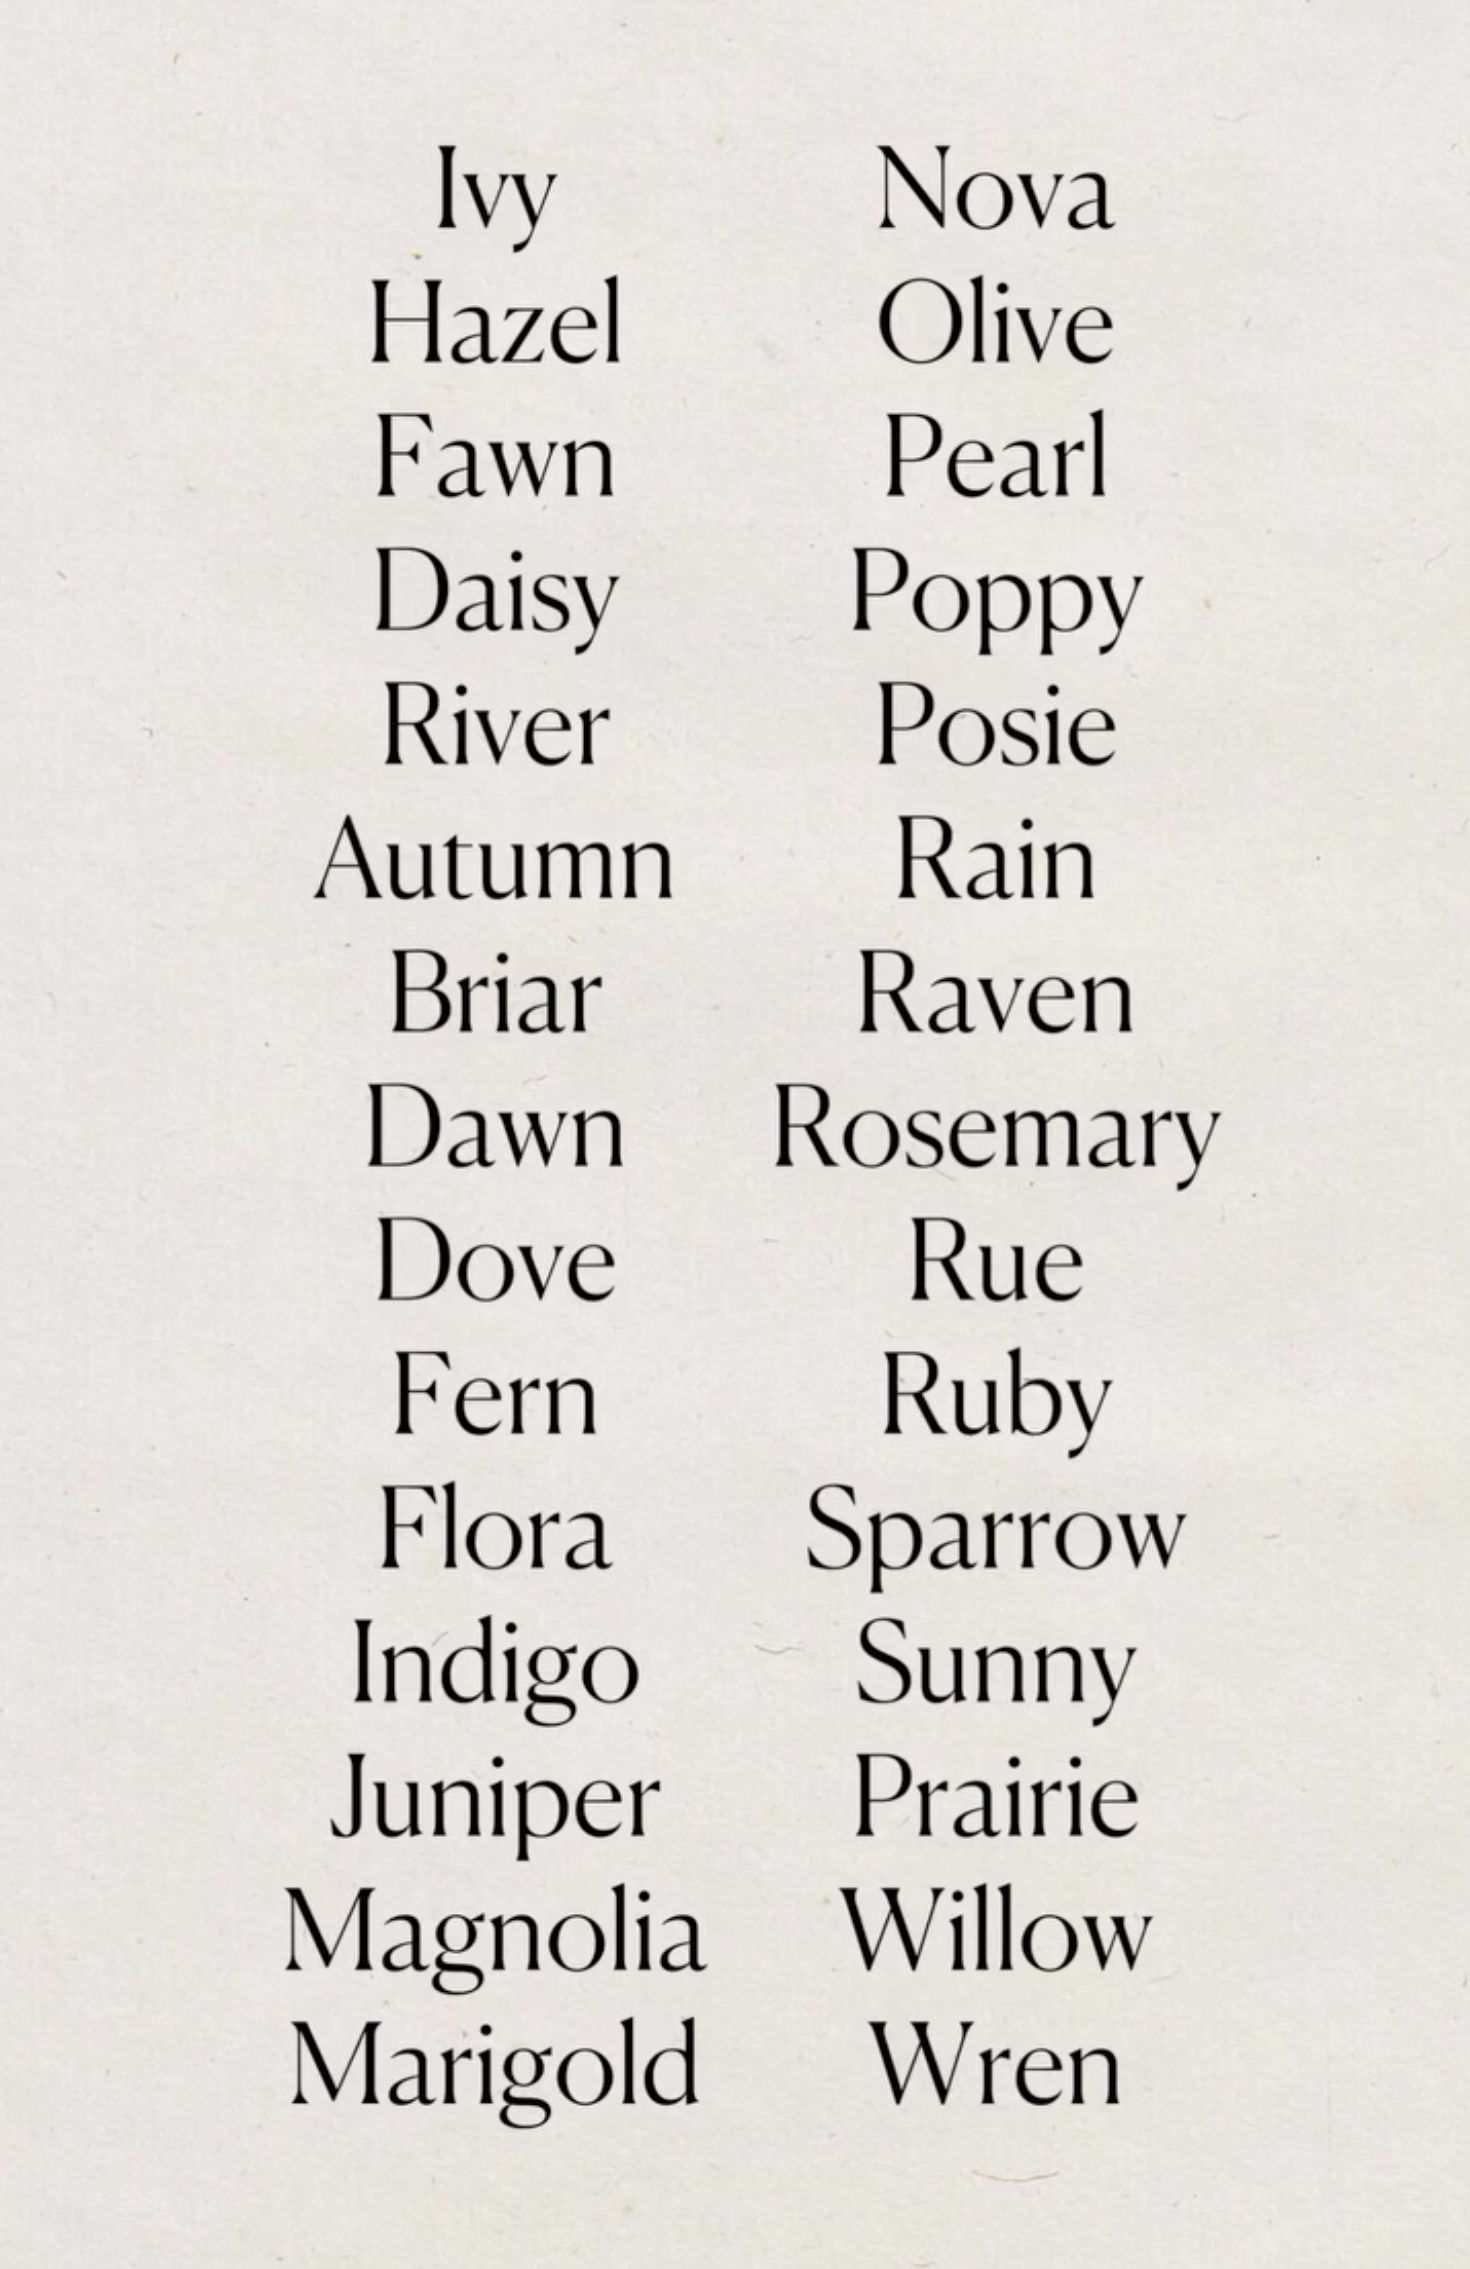 Ivy
Hazel
Fawn
Daisy
River
Autumn
Briar
Dawn
Dove
Fern
Flora
Indigo
Juniper
Magnolia
Marigold
Nova
Olive
Pearl
Poppy
Posie
Rain
Raven
Rosemary
Rue
Ruby
Sparrow
Sunny
Prairie
Willow
Wren